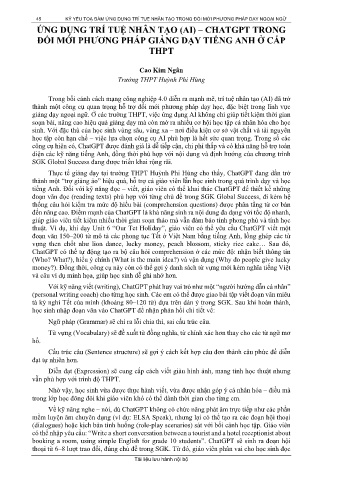 48 KỶ YẾU TỌA ĐÀM ỨNG DỤNG TRÍ TUỆ NHÂN TẠO TRONG ĐỔI MỚI PHƯƠNG PHÁP DẠY NGOẠI NGỮ
ỨNG DỤNG TRÍ TUỆ NHÂN TẠO (AI) – CHATGPT TRONG
ĐỔI MỚI PHƯƠNG PHÁP GIẢNG DẠY TIẾNG ANH Ở CẤP
THPT
Cao Kim Ngân
Trường THPT Huỳnh Phi Hùng
Trong bối cảnh cách mạng công nghiệp 4.0 diễn ra mạnh mẽ, trí tuệ nhân tạo (AI) đã trở
thành một công cụ quan trọng hỗ trợ đổi mới phương pháp dạy học, đặc biệt trong lĩnh vực
giảng dạy ngoại ngữ. Ở các trường THPT, việc ứng dụng AI không chỉ giúp tiết kiệm thời gian
soạn bài, nâng cao hiệu quả giảng dạy mà còn mở ra nhiều cơ hội học tập cá nhân hóa cho học
sinh. Với đặc thù của học sinh vùng sâu, vùng xa – nơi điều kiện cơ sở vật chất và tài nguyên
học tập còn hạn chế – việc lựa chọn công cụ AI phù hợp là hết sức quan trọng. Trong số các
công cụ hiện có, ChatGPT được đánh giá là dễ tiếp cận, chi phí thấp và có khả năng hỗ trợ toàn
diện các kỹ năng tiếng Anh, đồng thời phù hợp với nội dung và định hướng của chương trình
SGK Global Success đang được triển khai rộng rãi.
Thực tế giảng dạy tại trường THPT Huỳnh Phi Hùng cho thấy, ChatGPT đang dần trở
thành một "trợ giảng ảo" hiệu quả, hỗ trợ cả giáo viên lẫn học sinh trong quá trình dạy và học
tiếng Anh. Đối với kỹ năng đọc – viết, giáo viên có thể khai thác ChatGPT để thiết kế những
đoạn văn đọc (reading texts) phù hợp với từng chủ đề trong SGK Global Success, đi kèm hệ
thống câu hỏi kiểm tra mức độ hiểu bài (comprehension questions) được phân tầng từ cơ bản
đến nâng cao. Điểm mạnh của ChatGPT là khả năng sinh ra nội dung đa dạng với tốc độ nhanh,
giúp giáo viên tiết kiệm nhiều thời gian soạn thảo mà vẫn đảm bảo tính phong phú và tính học
thuật. Ví dụ, khi dạy Unit 6 "Our Tet Holiday", giáo viên có thể yêu cầu ChatGPT viết một
đoạn văn 150–200 từ mô tả các phong tục Tết ở Việt Nam bằng tiếng Anh, lồng ghép các từ
vựng then chốt như lion dance, lucky money, peach blossom, sticky rice cake… Sau đó,
ChatGPT có thể tự động tạo ra bộ câu hỏi comprehension ở các mức độ: nhận biết thông tin
(Who? What?), hiểu ý chính (What is the main idea?) và vận dụng (Why do people give lucky
money?). Đồng thời, công cụ này còn có thể gợi ý danh sách từ vựng mới kèm nghĩa tiếng Việt
và câu ví dụ minh họa, giúp học sinh dễ ghi nhớ hơn.
Với kỹ năng viết (writing), ChatGPT phát huy vai trò như một "người hướng dẫn cá nhân"
(personal writing coach) cho từng học sinh. Các em có thể được giao bài tập viết đoạn văn miêu
tả kỳ nghỉ Tết của mình (khoảng 80–120 từ) dựa trên dàn ý trong SGK. Sau khi hoàn thành,
học sinh nhập đoạn văn vào ChatGPT để nhận phản hồi chi tiết về:
Ngữ pháp (Grammar) sẽ chỉ ra lỗi chia thì, sai cấu trúc câu.
Từ vựng (Vocabulary) sẽ đề xuất từ đồng nghĩa, từ chính xác hơn thay cho các từ ngữ mơ
hồ.
Cấu trúc câu (Sentence structure) sẽ gợi ý cách kết hợp câu đơn thành câu phức để diễn
đạt tự nhiên hơn.
Diễn đạt (Expression) sẽ cung cấp cách viết giàu hình ảnh, mang tính học thuật nhưng
vẫn phù hợp với trình độ THPT.
Nhờ vậy, học sinh vừa được thực hành viết, vừa được nhận góp ý cá nhân hóa – điều mà
trong lớp học đông đôi khi giáo viên khó có thể dành thời gian cho từng em.
Về kỹ năng nghe – nói, dù ChatGPT không có chức năng phát âm trực tiếp như các phần
mềm luyện âm chuyên dụng (ví dụ: ELSA Speak), nhưng lại có thể tạo ra các đoạn hội thoại
(dialogues) hoặc kịch bản tình huống (role-play scenarios) sát với bối cảnh học tập. Giáo viên
có thể nhập yêu cầu: "Write a short conversation between a tourist and a hotel receptionist about
booking a room, using simple English for grade 10 students". ChatGPT sẽ sinh ra đoạn hội
thoại từ 6–8 lượt trao đổi, đúng chủ đề trong SGK. Từ đó, giáo viên phân vai cho học sinh đọc
Tài liệu lưu hành nội bộ